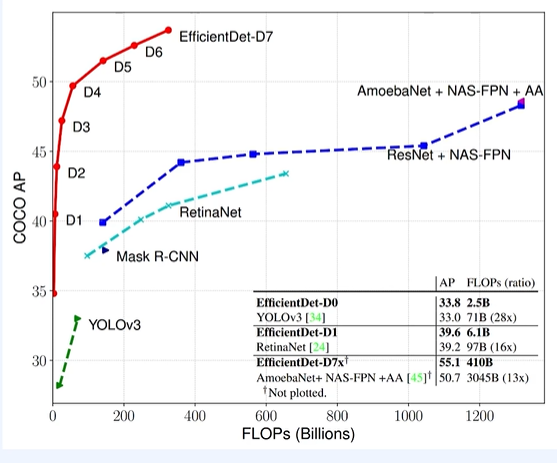 EfficientDet-D7
D6
D5
AmoebaNet + NAS-FPN + AA
D4
D3
ResNet + NAS-FPN
D2
D1
RetinaNet
Mask R-CNN
YOLOv3
AP FLOPs (ratio)
EfficientDet-D0 33.8 2.5B
YOLOv3 [34] 33.0 71B (28x)
EfficientDet-D1 39.6 6.1B
RetinaNet [24] 39.2 97B (16x)
EfficientDet-D7x† 55.1 410B
AmoebaNet+ NAS-FPN +AA [45]† 50.7 3045B (13x)
†Not plotted.
COCO AP
50
45
40
35
30
0 200 400 600 800 1000 1200
FLOPs (Billions)